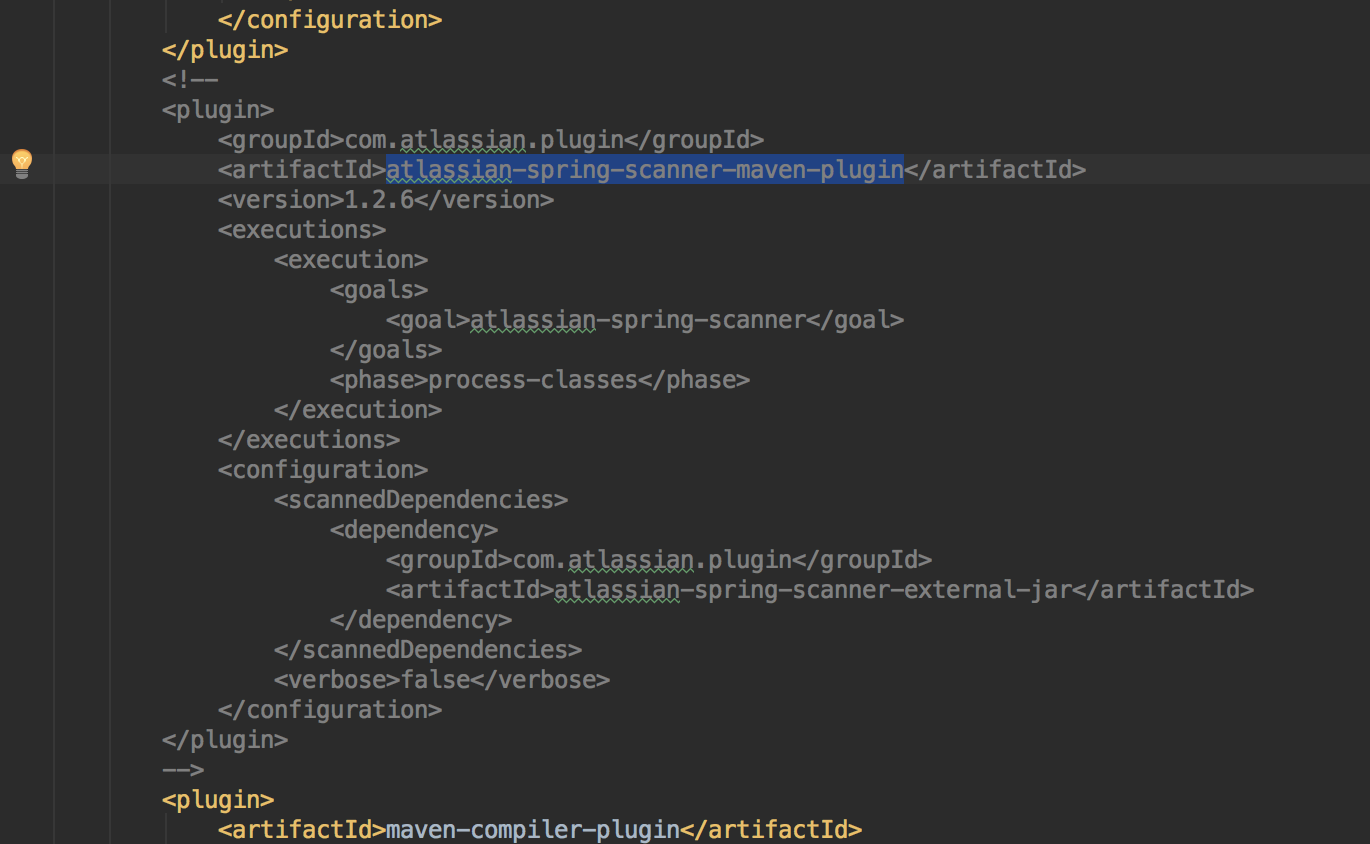 </configuration>
</plugin>
<!--
<plugin>
<groupId>com.atlassian.plugin</groupId>
<artifactId>atlassian-spring-scanner-maven-plugin</artifactId>
<version>1.2.6</version>
<executions>
<execution>
<goals>
<goal>atlassian-spring-scanner</goal>
</goals>
<phase>process-classes</phase>
</execution>
</executions>
<configuration>
<scannedDependencies>
<dependency>
<groupId>com.atlassian.plugin</groupId>
<artifactId>atlassian-spring-scanner-external-jar</artifactId>
</dependency>
</scannedDependencies>
<verbose>false</verbose>
</configuration>
</plugin>
-->
<plugin>
<artifactId>maven-compiler-plugin</artifactId>